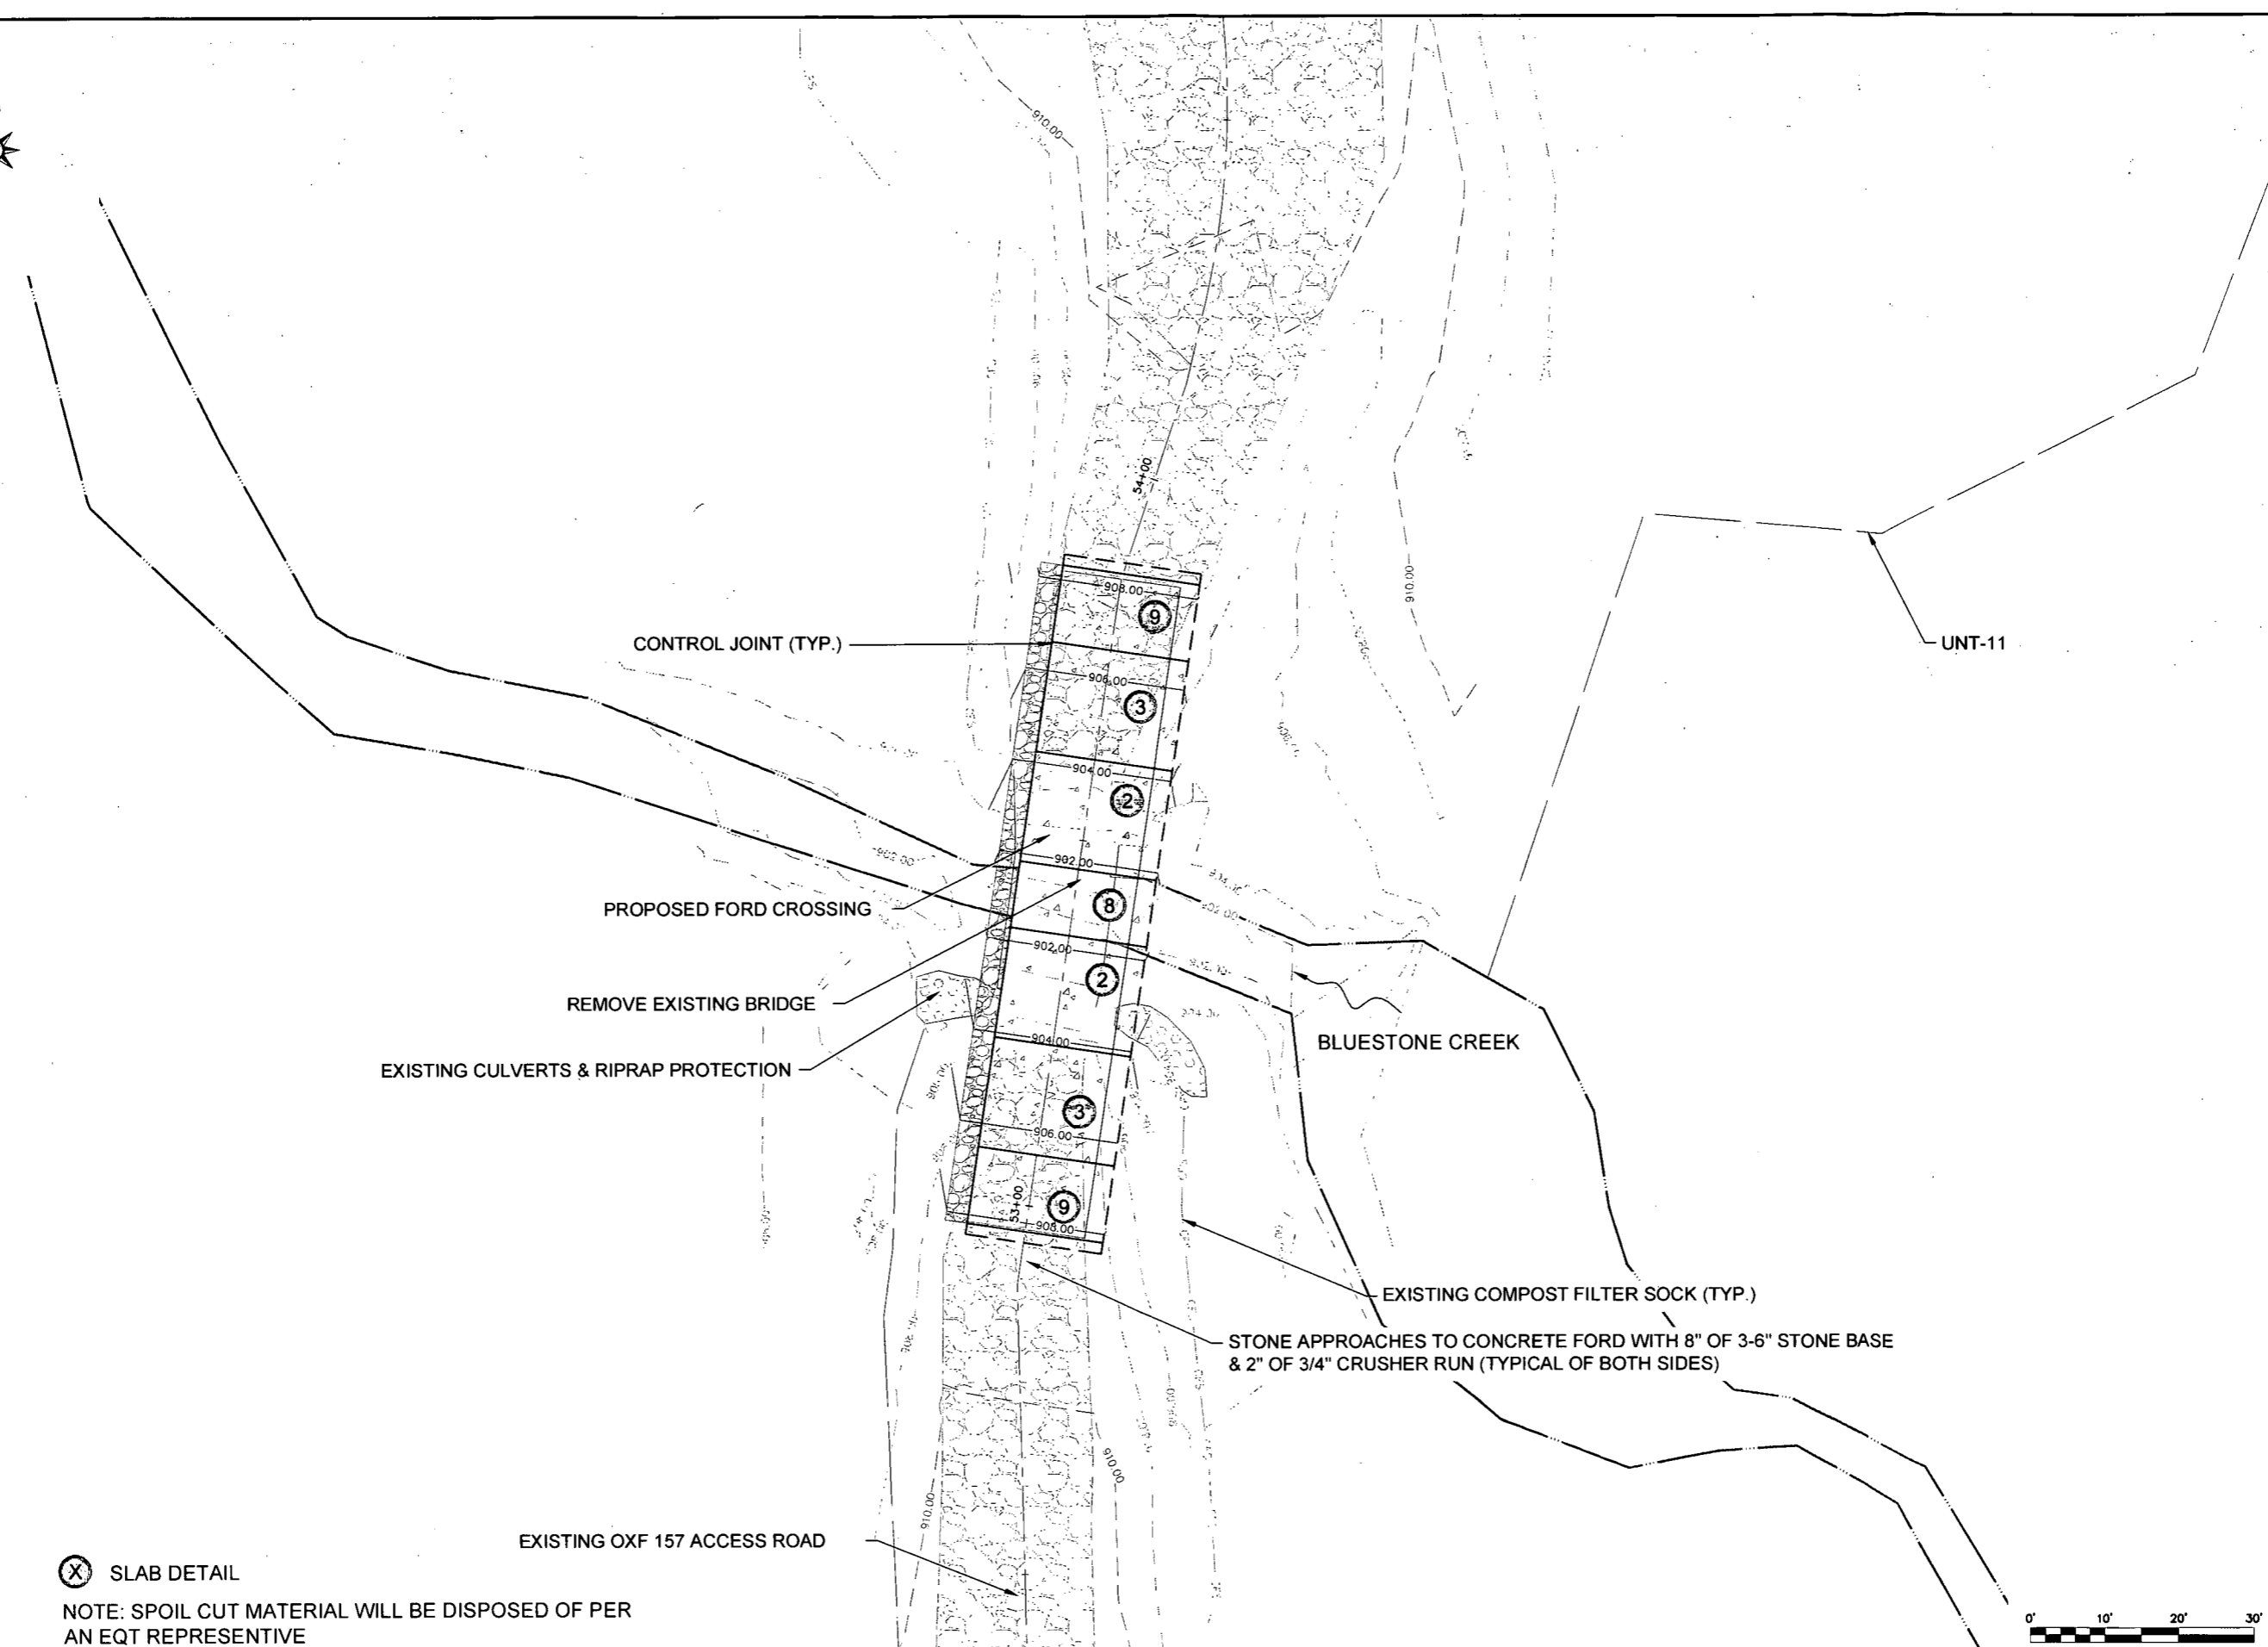 910.00
54+00
908.00
9
910.00
CONTROL JOINT (TYP.)
UNT-11
906.00
3
904.00
2
902.00
902.00
PROPOSED FORD CROSSING
8
902.00
2
REMOVE EXISTING BRIDGE
904.00
BLUESTONE CREEK
EXISTING CULVERTS & RIPRAP PROTECTION
3
906.00
53+00
9
908.00
EXISTING COMPOST FILTER SOCK (TYP.)
STONE APPROACHES TO CONCRETE FORD WITH 8" OF 3-6" STONE BASE
& 2" OF 3/4" CRUSHER RUN (TYPICAL OF BOTH SIDES)
910.00
910.00
EXISTING OXF 157 ACCESS ROAD
X SLAB DETAIL
NOTE: SPOIL CUT MATERIAL WILL BE DISPOSED OF PER
AN EQT REPRESENTIVE
0' 10' 20' 30'